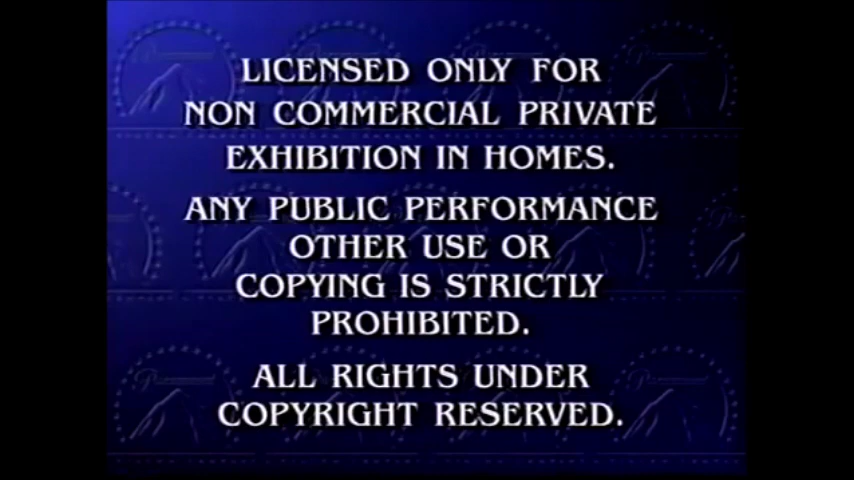 LICENSED ONLY FOR
NON COMMERCIAL PRIVATE
EXHIBITION IN HOMES.
ANY PUBLIC PERFORMANCE
OTHER USE OR
COPYING IS STRICTLY
PROHIBITED.
ALL RIGHTS UNDER
COPYRIGHT RESERVED.